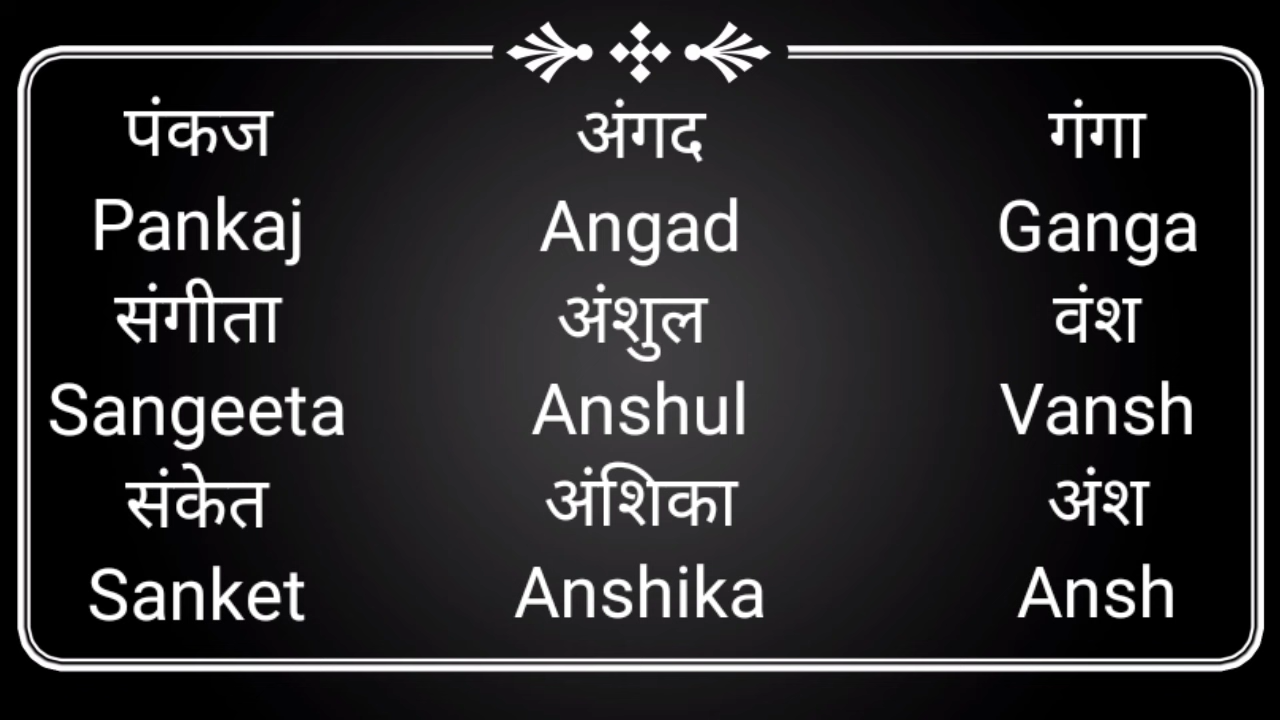 पंकज अंगद गंगा
Pankaj Angad Ganga
संगीता अंशुल वंश
Sangeeta Anshul Vansh
संकेत अंशिका अंश
Sanket Anshika Ansh